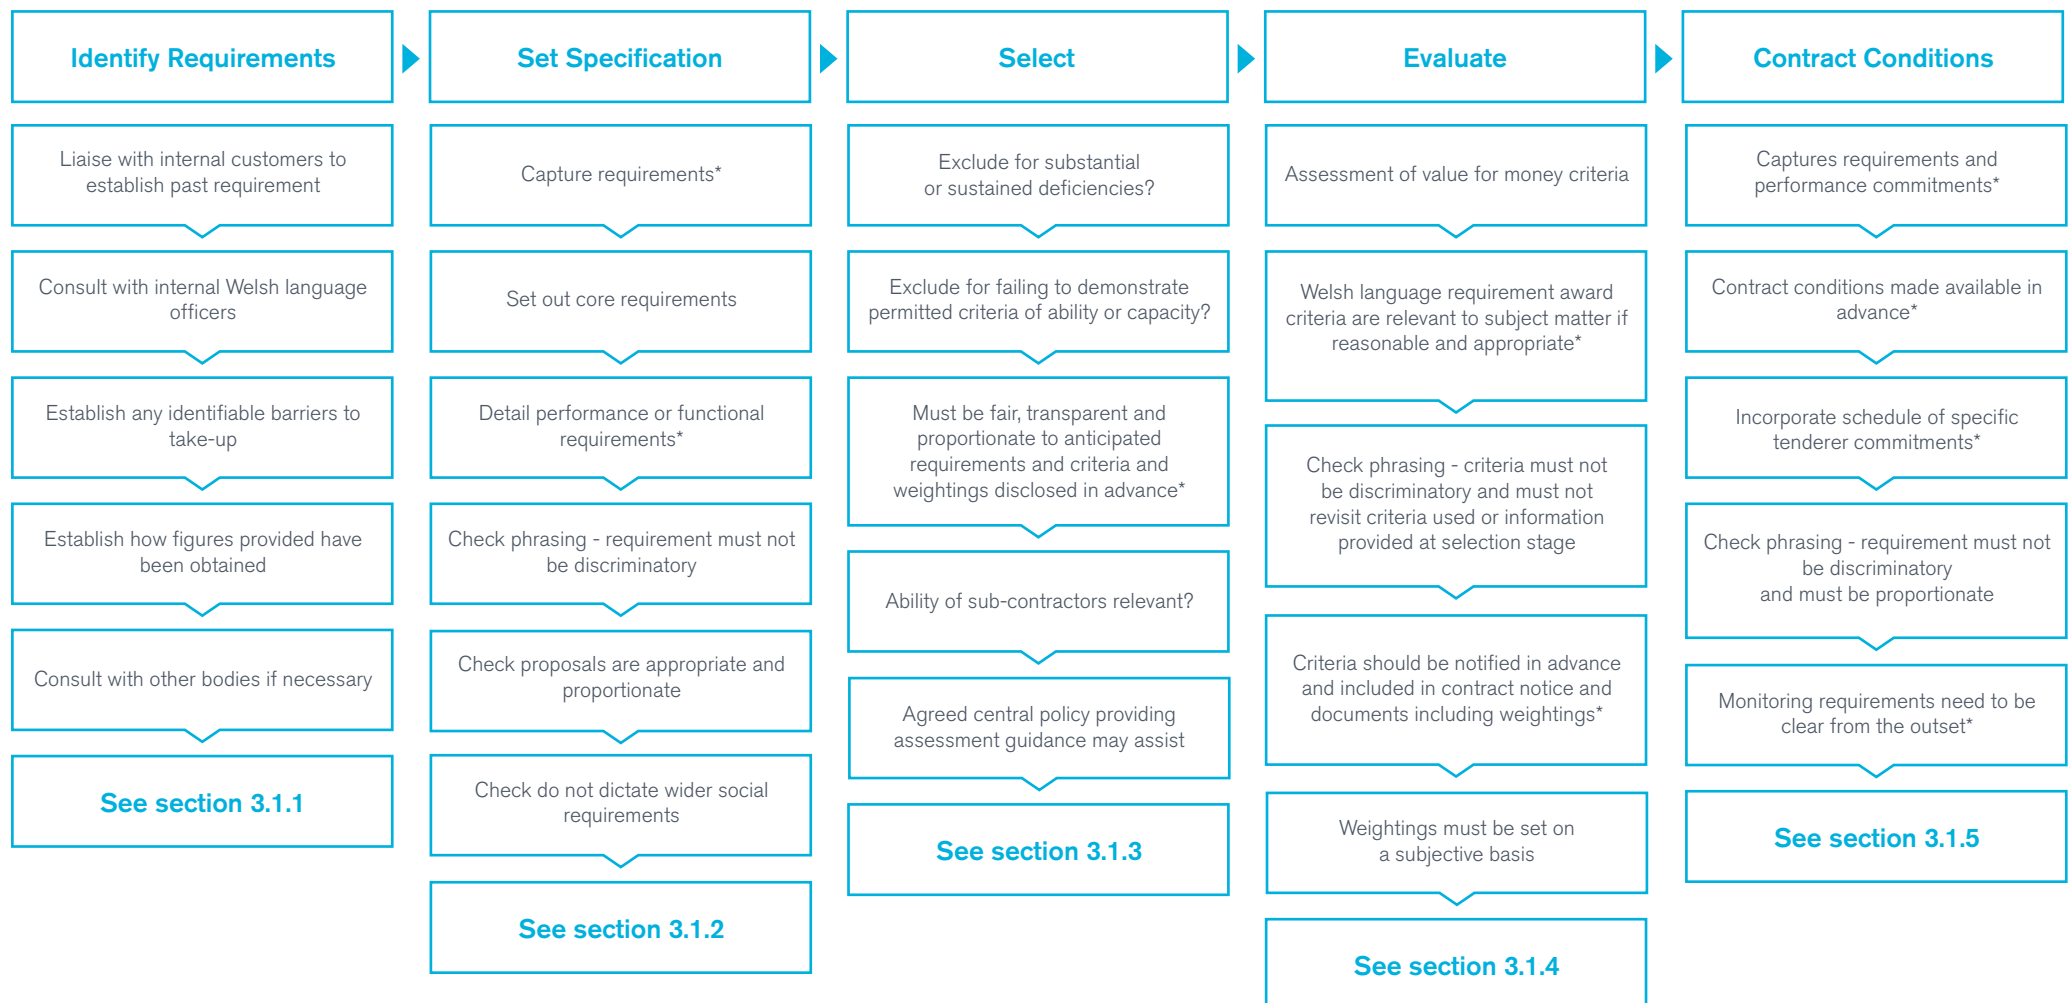 Identify Requirements
Liaise with internal customers to
establish past requirement
Consult with internal Welsh language
officers
Establish any identifiable barriers to
take-up
Establish how figures provided have
been obtained
Consult with other bodies if necessary
See section 3.1.1
Set Specification
Capture requirements*
Set out core requirements
Detail performance or functional
requirements*
Check phrasing - requirement must not
be discriminatory
Check proposals are appropriate and
proportionate
Check do not dictate wider social
requirements
See section 3.1.2
Select
Exclude for substantial
or sustained deficiencies?
Exclude for failing to demonstrate
permitted criteria of ability or capacity?
Must be fair, transparent and
proportionate to anticipated
requirements and criteria and
weightings disclosed in advance*
Ability of sub-contractors relevant?
Agreed central policy providing
assessment guidance may assist
See section 3.1.3
Evaluate
Assessment of value for money criteria
Welsh language requirement award
criteria are relevant to subject matter if
reasonable and appropriate*
Check phrasing - criteria must not
be discriminatory and must not
revisit criteria used or information
provided at selection stage
Criteria should be notified in advance
and included in contract notice and
documents including weightings*
Weightings must be set on
a subjective basis
See section 3.1.4
Contract Conditions
Captures requirements and
performance commitments*
Contract conditions made available in
advance*
Incorporate schedule of specific
tenderer commitments*
Check phrasing - requirement must not
be discriminatory
and must be proportionate
Monitoring requirements need to be
clear from the outset*
See section 3.1.5